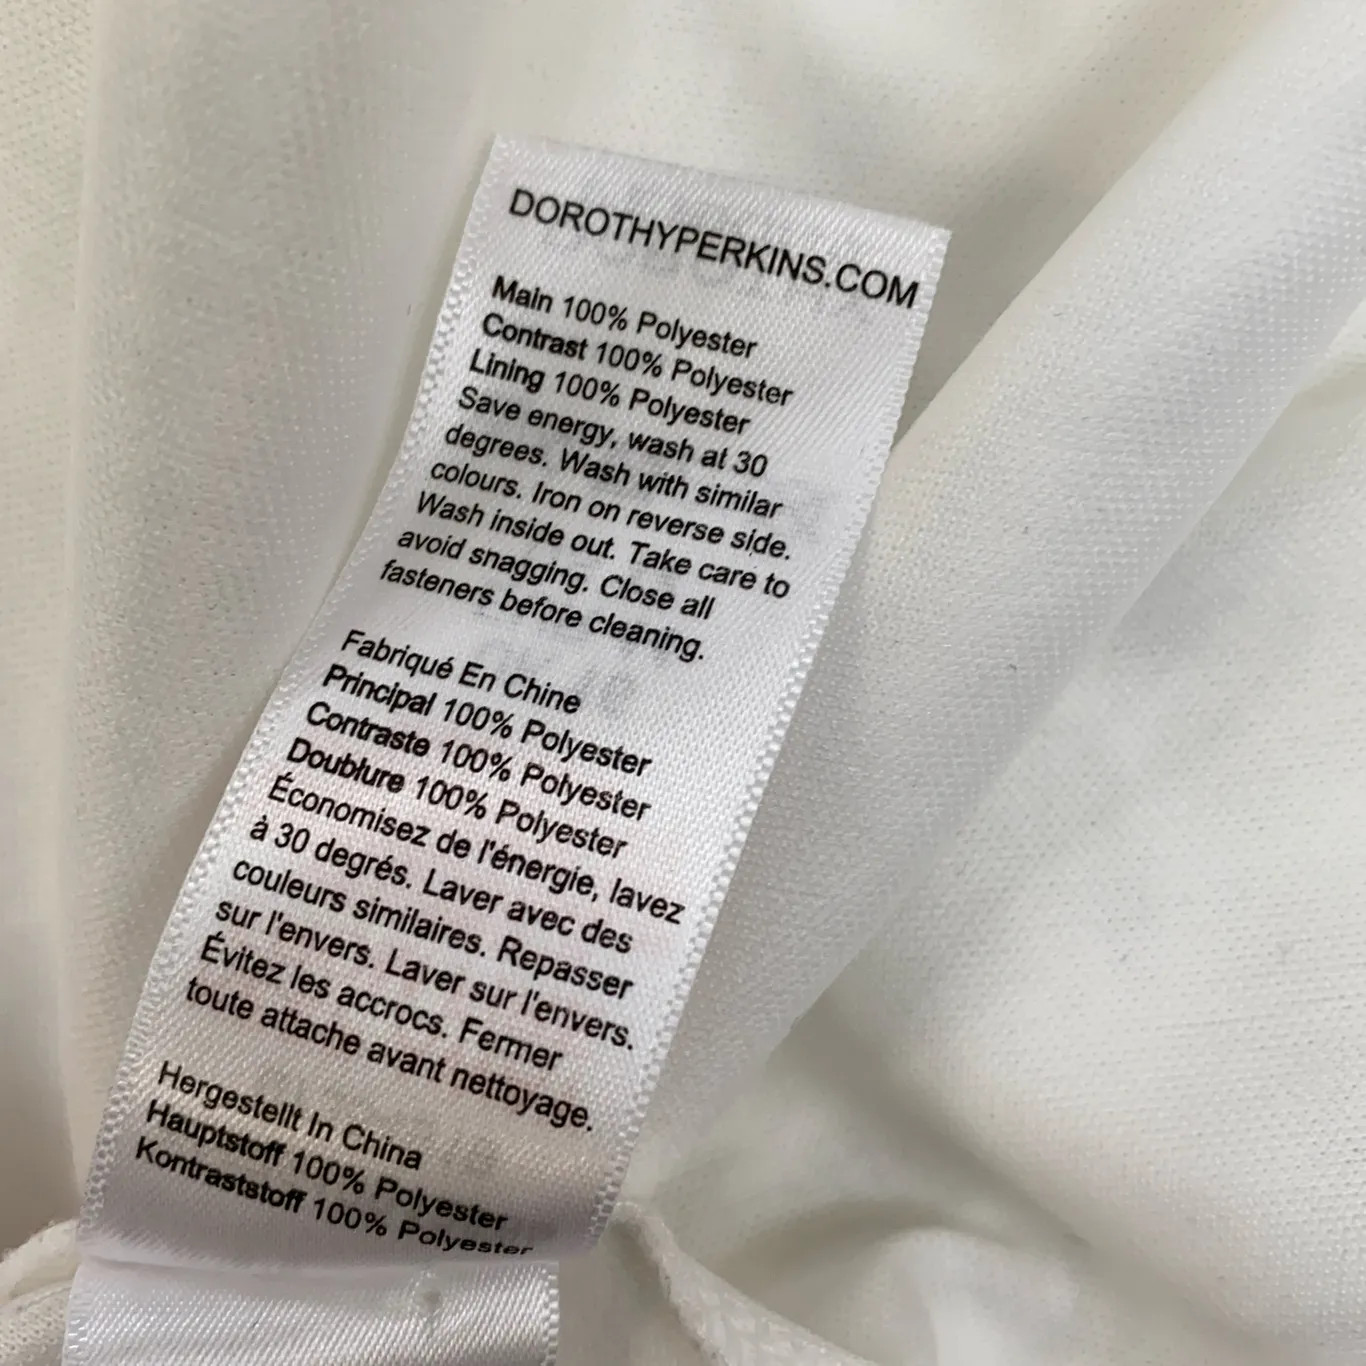 DOROTHYPERKINS.COM
Main 100% Polyester
Contrast 100% Polyester
Lining 100% Polyester
Save energy, wash at 30
degrees. Wash with similar
colours. Iron on reverse side.
Wash inside out. Take care to
avoid snagging. Close all
fasteners before cleaning.
Fabriqué En Chine
Principal 100% Polyester
Contraste 100% Polyester
Doublure 100% Polyester
Économisez de l'énergie, lavez
à 30 degrés. Laver avec des
couleurs similaires. Repasser
sur l'envers. Laver sur l'envers.
Évitez les accrocs. Fermer
toute attache avant nettoyage.
Hergestellt In China
Hauptstoff 100% Polyester
Kontraststoff 100% Polyester